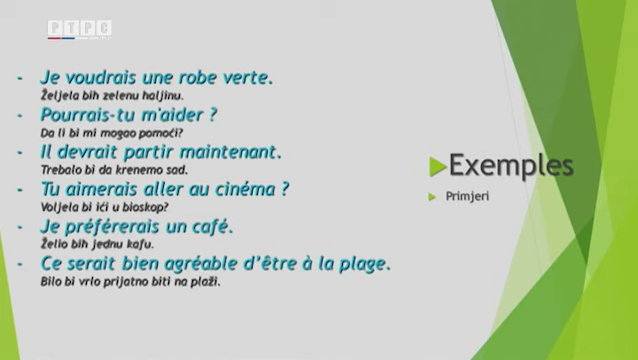 РТРС
- Je voudrais une robe verte.
Željela bih zelenu haljinu.
- Pourrais-tu m'aider ?
Da li bi mi mogao pomoći?
- Il devrait partir maintenant.
Trebalo bi da krenemo sad.
- Tu aimerais aller au cinéma ?
Voljela bi ići u bioskop?
- Je préférerais un café.
Želio bih jednu kafu.
- Ce serait bien agréable d’être à la plage.
Bilo bi vrlo prijatno biti na plaži.
Exemples
Primjeri